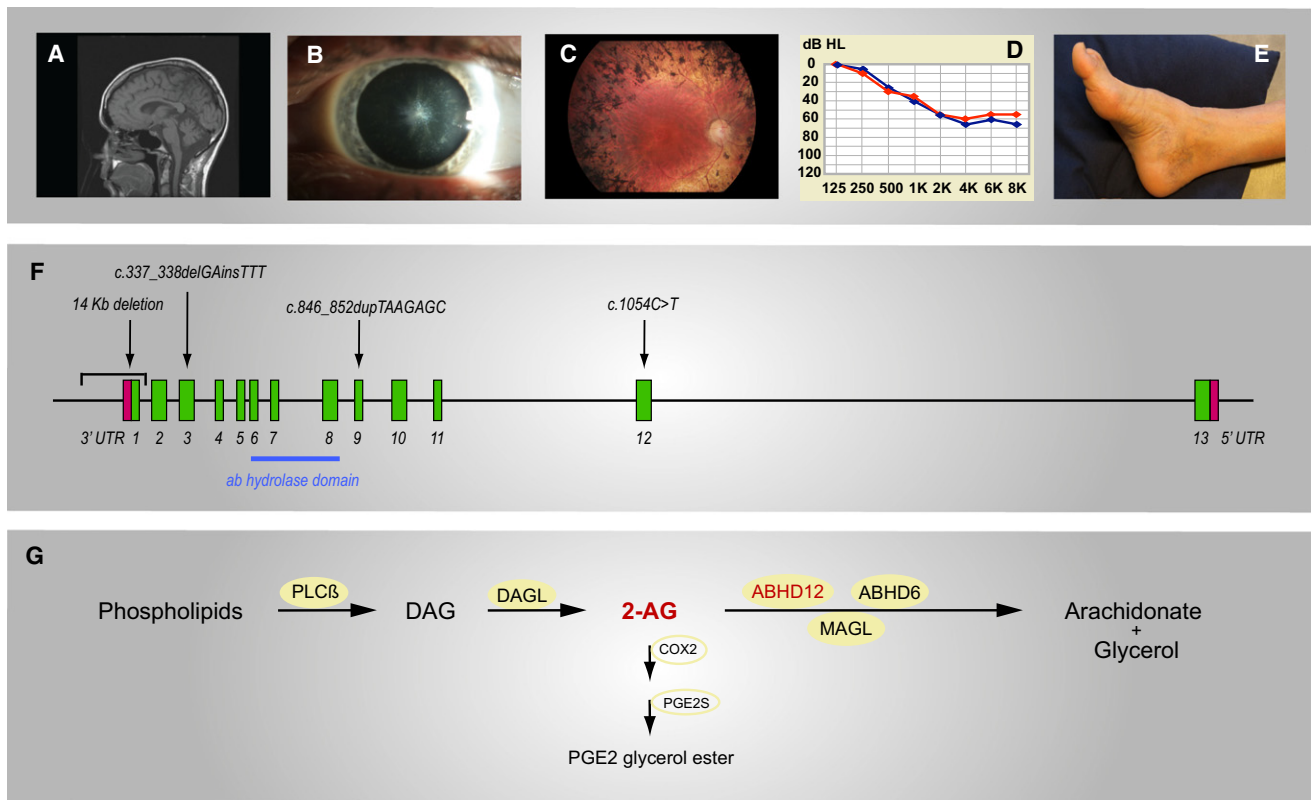 A
B
C
D
E
dB HL
0
20
40
60
80
100
120
125 250 500 1K 2K 4K 6K 8K
F
c.337_338delGAinsTTT
14 Kb deletion
c.846_852dupTAAGAGC
c.1054C>T
3' UTR 1 2 3 4 5 6 7 8 9 10 11 12 13 5' UTR
ab hydrolase domain
G
Phospholipids
PLCß
DAG
DAGL
2-AG
ABHD12
ABHD6
MAGL
Arachidonate
+
Glycerol
COX2
PGE2S
PGE2 glycerol ester